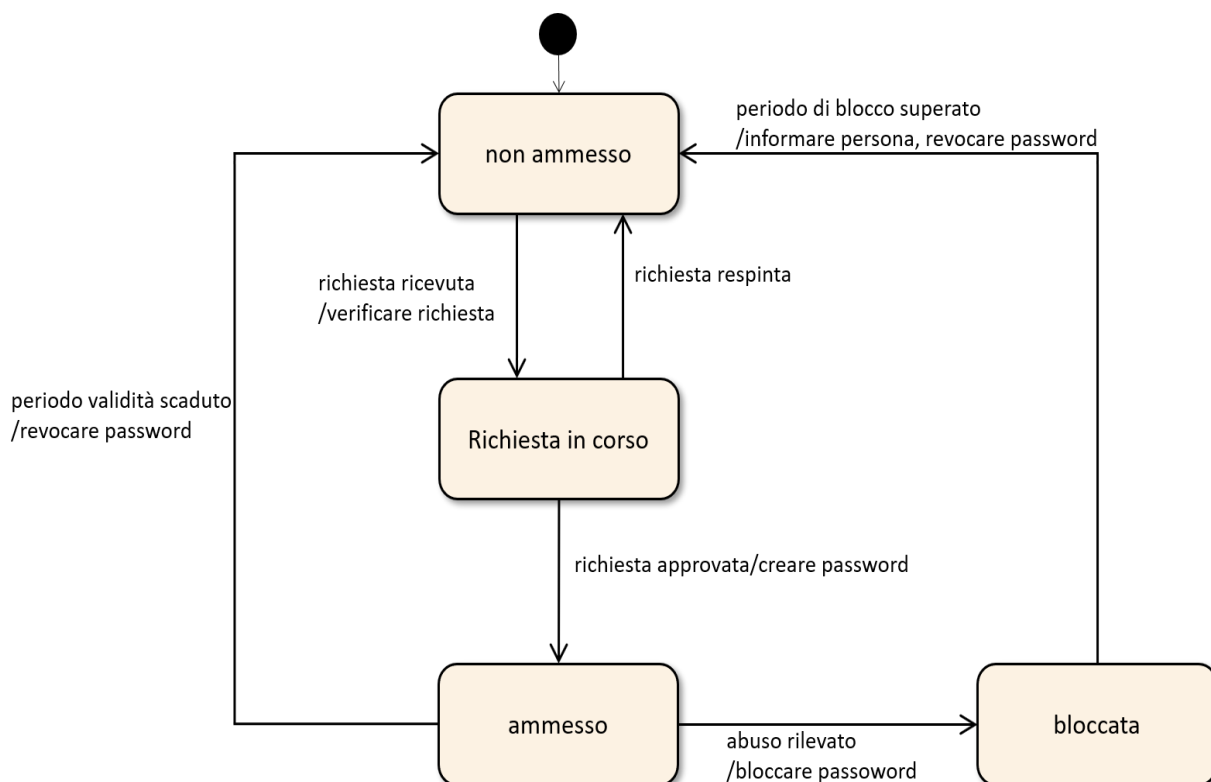 periodo di blocco superato
/informare persona, revocare password
non ammesso
richiesta ricevuta
/verificare richiesta
richiesta respinta
periodo validità scaduto
/revocare password
Richiesta in corso
richiesta approvata/creare password
ammesso
abuso rilevato
/bloccare passoword
bloccata